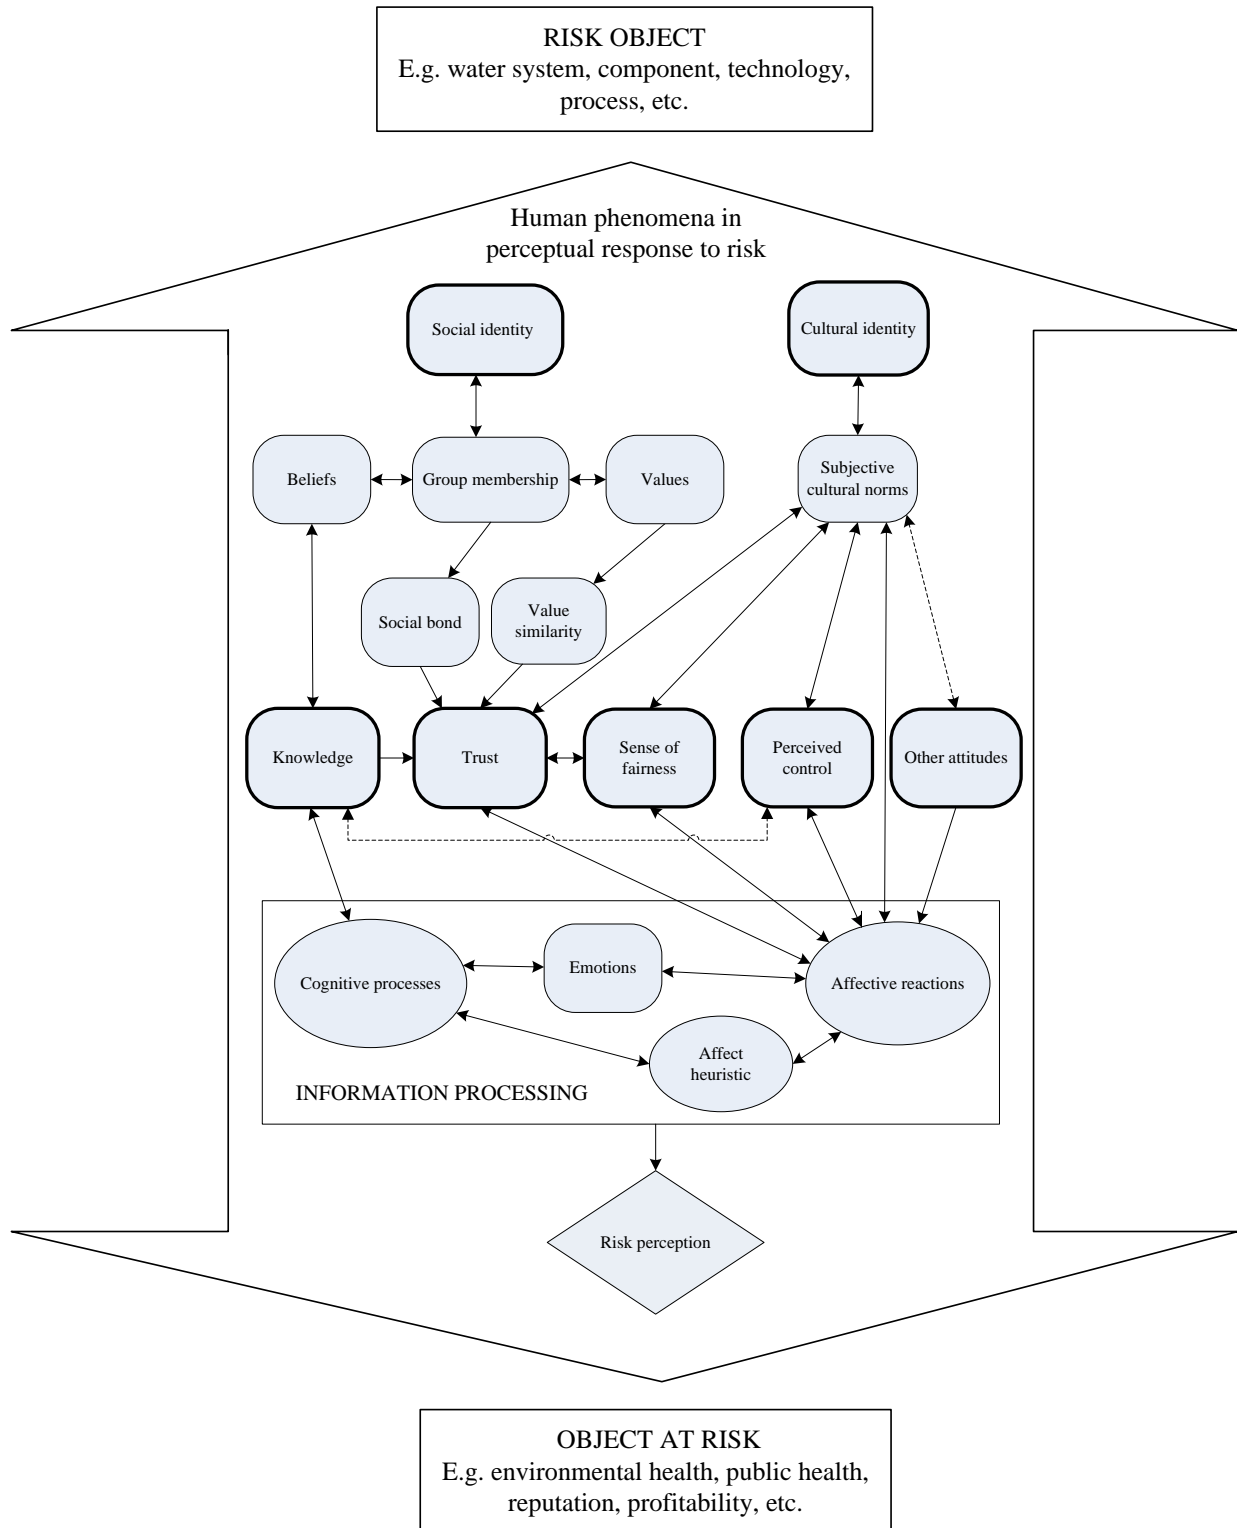 RISK OBJECT
E.g. water system, component, technology,
process, etc.
Human phenomena in
perceptual response to risk
Social identity
Cultural identity
Beliefs
Group membership
Values
Subjective
cultural norms
Social bond
Value
similarity
Knowledge
Trust
Sense of
fairness
Perceived
control
Other attitudes
Cognitive processes
Emotions
Affective reactions
Affect
heuristic
INFORMATION PROCESSING
Risk perception
OBJECT AT RISK
E.g. environmental health, public health,
reputation, profitability, etc.